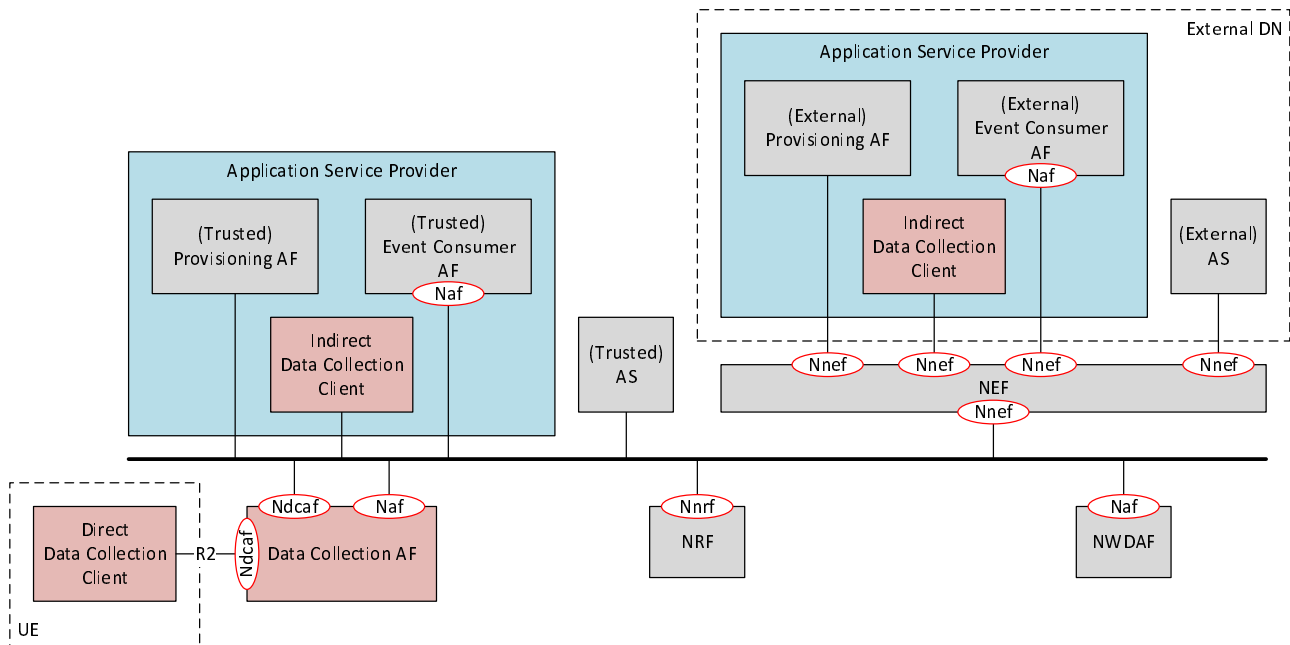 External DN
Application Service Provider
(External)
Provisioning AF
(External)
Event Consumer
AF
Naf
Indirect
Data Collection
Client
(External)
AS
Application Service Provider
(Trusted)
Provisioning AF
(Trusted)
Event Consumer
AF
Naf
Indirect
Data Collection
Client
(Trusted)
AS
Nnef
Nnef
Nnef
Nnef
NEF
Nnef
Ndcaf
Naf
Nnrf
Naf
Direct
Data Collection
Client
R2
Ndcaf
Data Collection AF
NRF
NWDAF
UE